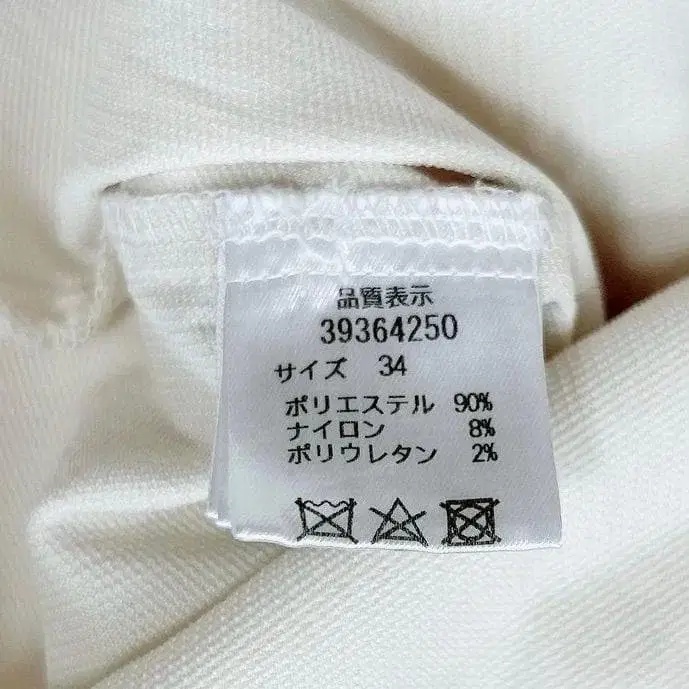 品質表示
39364250
サイズ 34
ポリエステル 90%
ナイロン 8%
ポリウレタン 2%